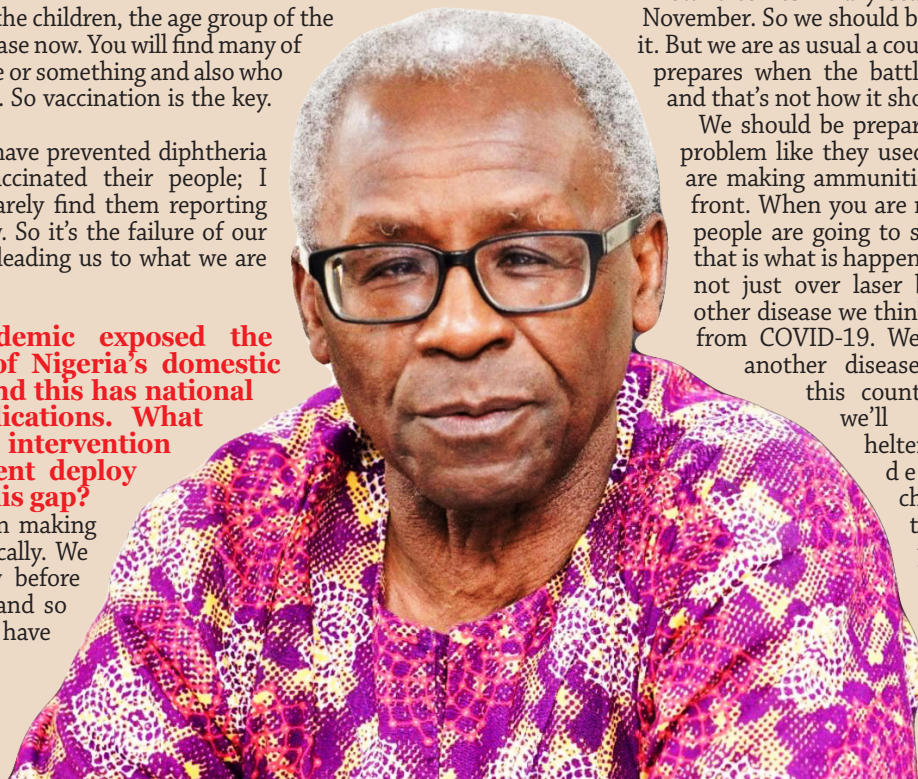 the children, the age group of the
ase now. You will find many of
e or something and also who
. So vaccination is the key.
have prevented diphtheria
ccinated their people; I
arely find them reporting
. So it’s the failure of our
leading us to what we are
demic exposed the
of Nigeria’s domestic
nd this has national
lications. What
intervention
ent deploy
is gap?
n making
cally. We
before
and so
have
November. So we should b
it. But we are as usual a cou
prepares when the battl
and that’s not how it sho
We should be prepar
problem like they used
are making ammuniti
front. When you are n
people are going to s
that is what is happen
not just over laser b
other disease we thin
from COVID-19. We
another disease
this count
we’ll
helter
d e
ch
t